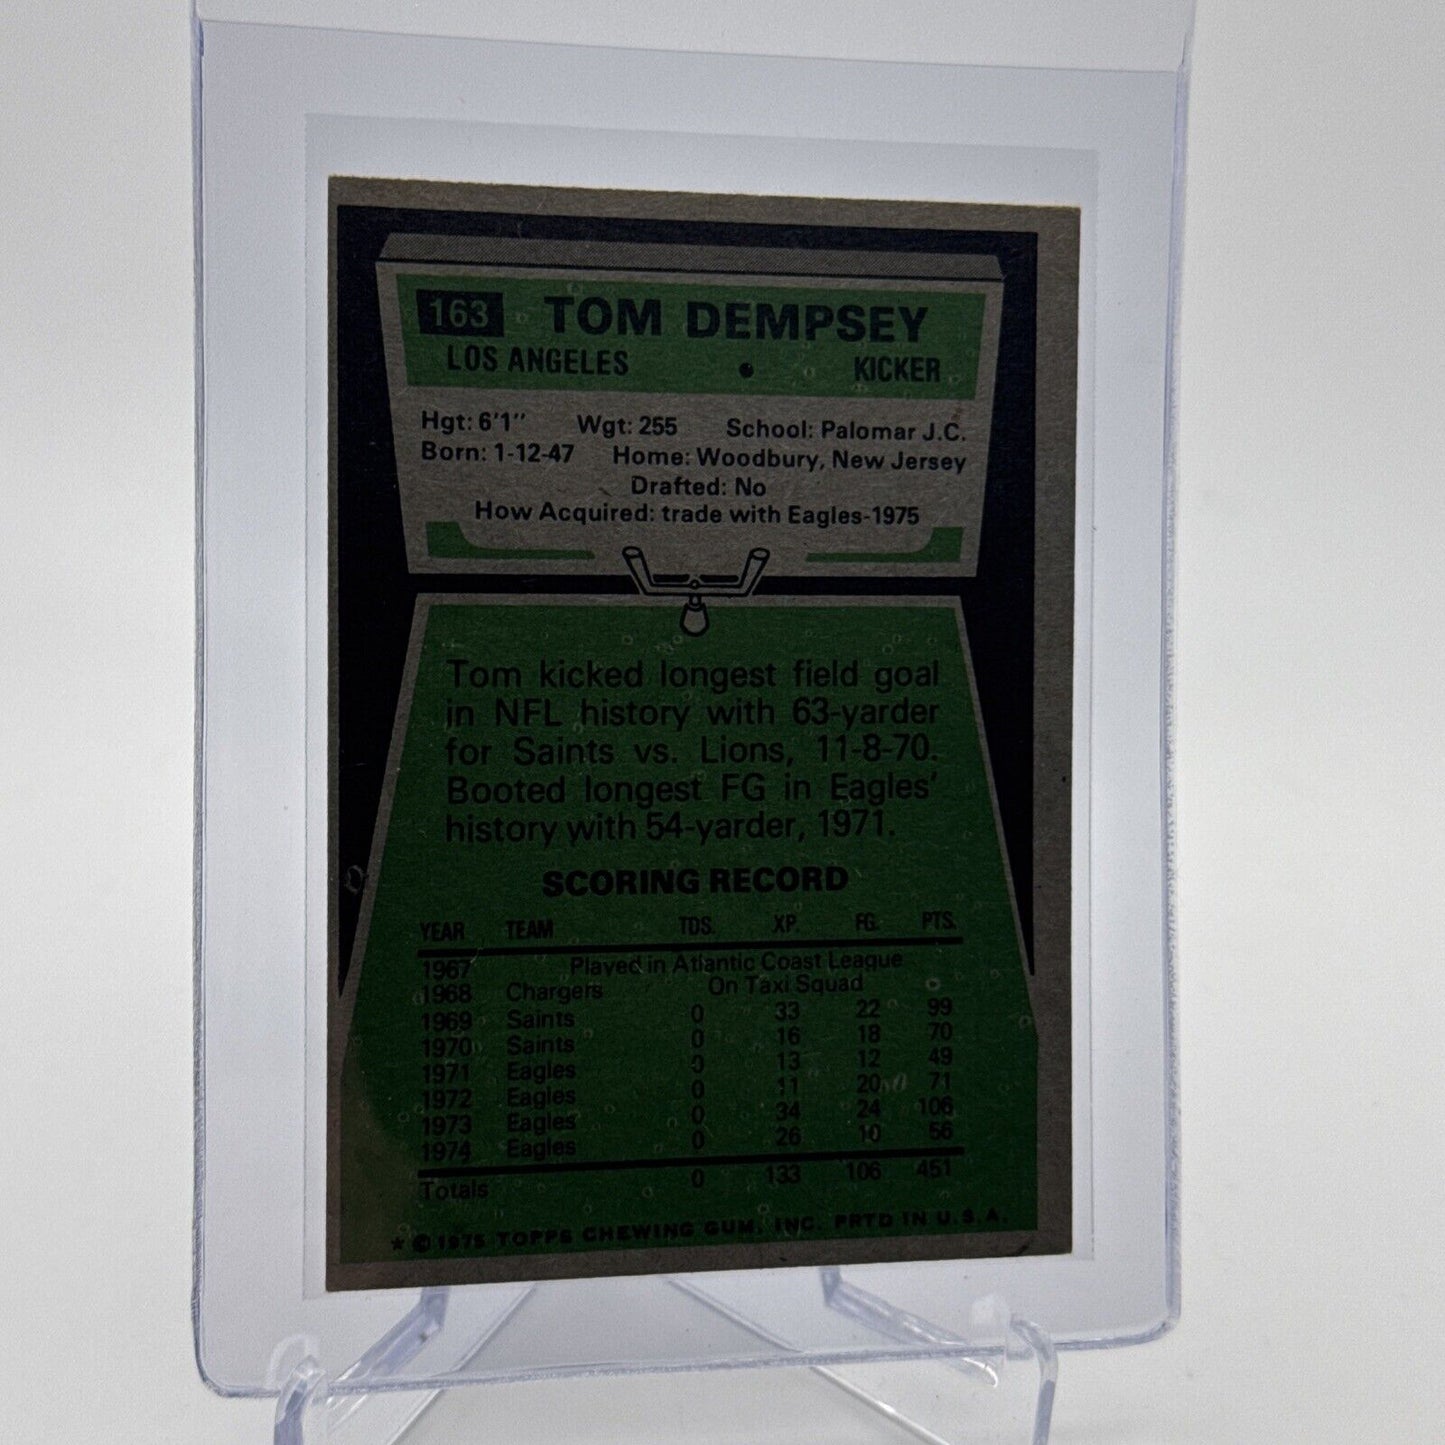 163 TOM DEMPSEY
LOS ANGELES • KICKER
Hgt: 6'1" Wgt: 255 School: Palomar J.C.
Born: 1-12-47 Home: Woodbury, New Jersey
Drafted: No
How Acquired: trade with Eagles-1975
Tom kicked longest field goal
in NFL history with 63-yarder
for Saints vs. Lions, 11-8-70.
Booted longest FG in Eagles'
history with 54-yarder, 1971.
SCORING RECORD
YEAR TEAM TDS. XP. FG. PTS.
1967 Played in Atlantic Coast League
1968 Chargers On Taxi Squad
1969 Saints 0 33 22 99
1970 Saints 0 16 18 70
1971 Eagles 0 13 12 49
1972 Eagles 0 11 20 71
1973 Eagles 0 34 24 106
1974 Eagles 0 26 10 56
Totals 0 133 106 451
★ © 1975 TOPPS CHEWING GUM, INC. PRTD IN U.S.A.